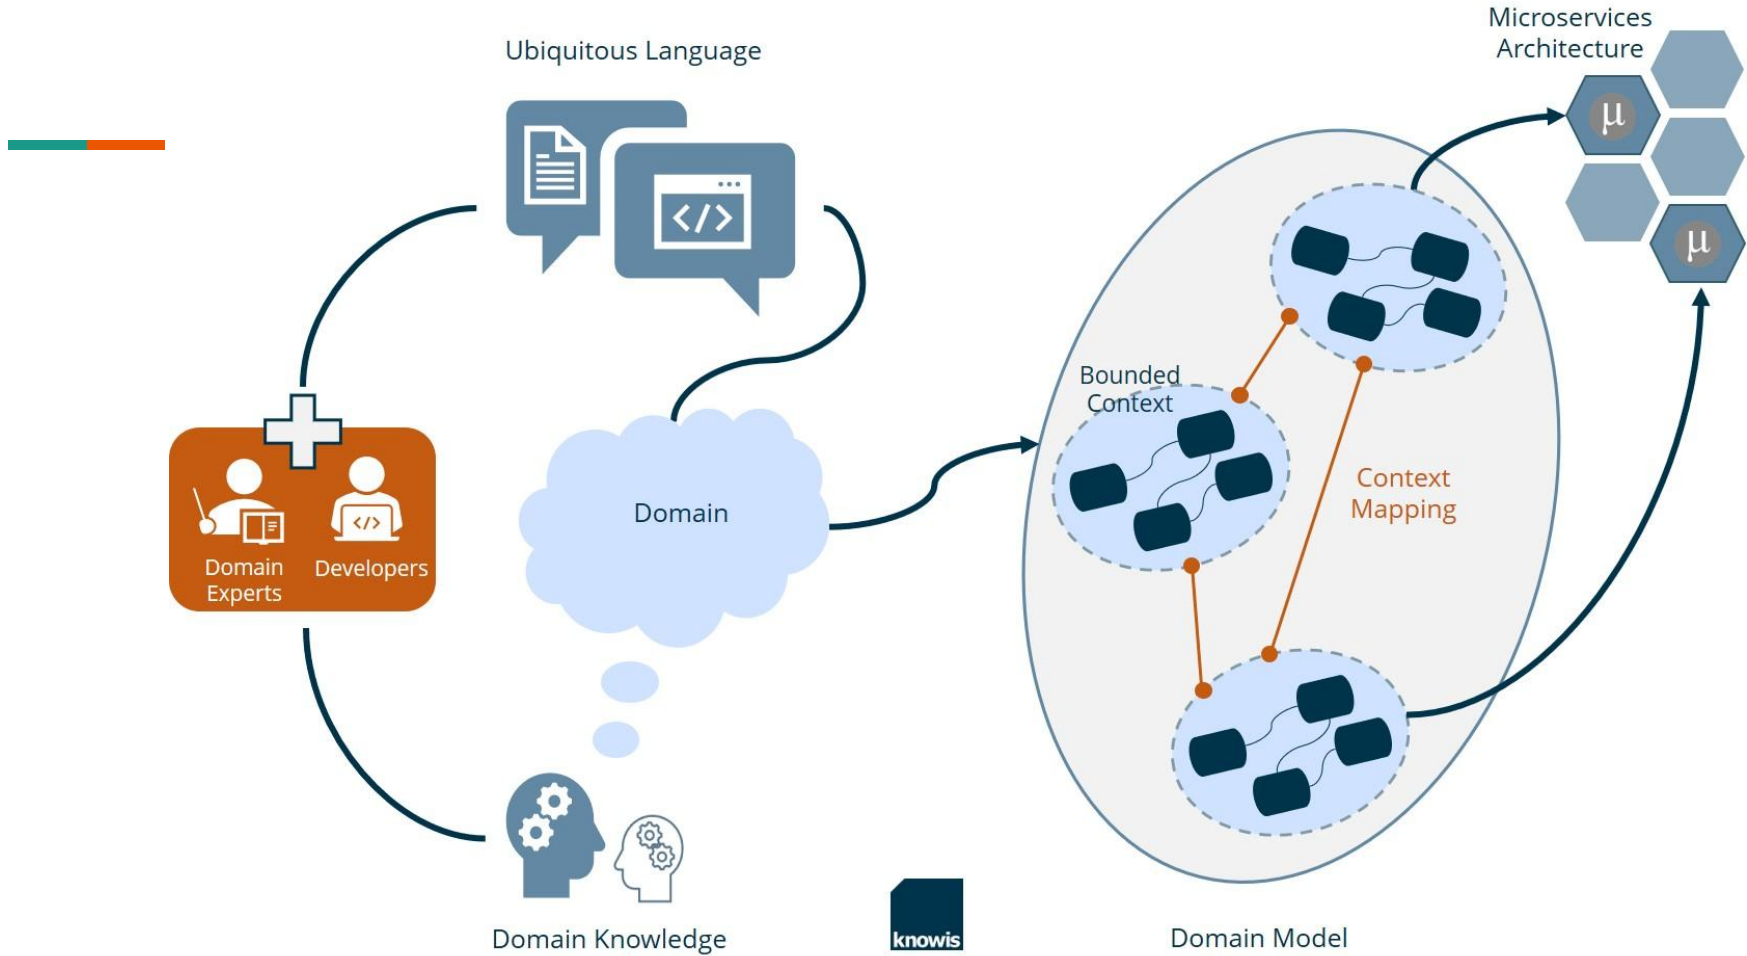 Microservices
Architecture
Ubiquitous Language
μ
</>
μ
Bounded
Context
Context
Mapping
Domain
</>
Domain
Experts
Developers
knowis
Domain Knowledge
Domain Model